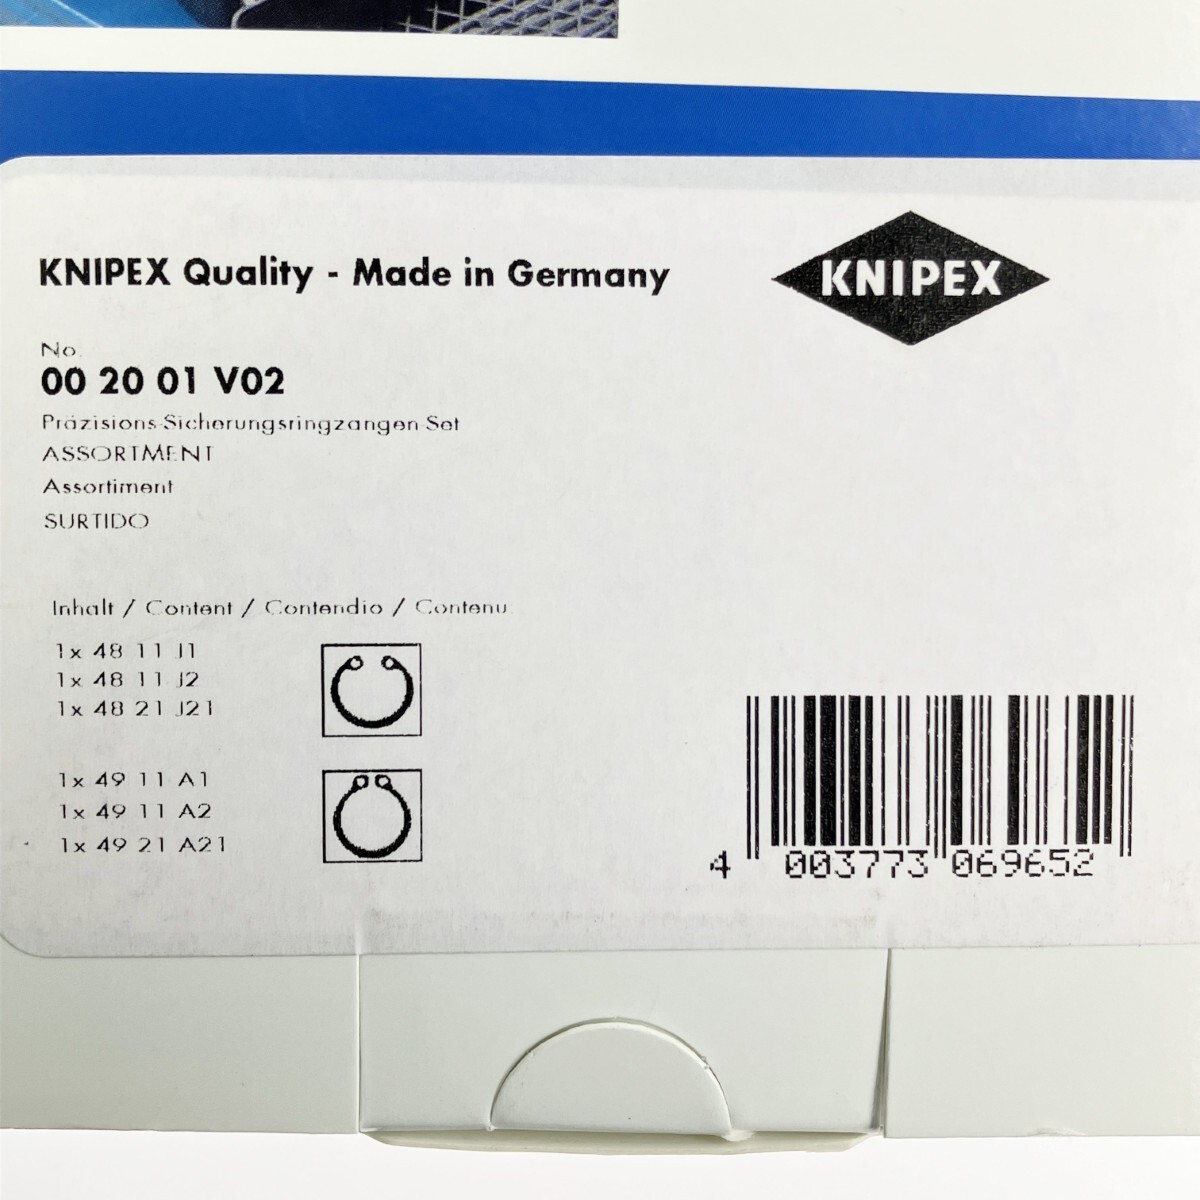 KNIPEX Quality - Made in Germany
KNIPEX
No.
00 20 01 V02
Präzisions-Sicherungsringzangen-Set
ASSORTMENT
Assortiment
SURTIDO
Inhalt / Content / Contendio / Contenu
1x 48 11 J1
1x 48 11 J2
1x 48 21 J21
1x 49 11 A1
1x 49 11 A2
1x 49 21 A21
4 003773 069652